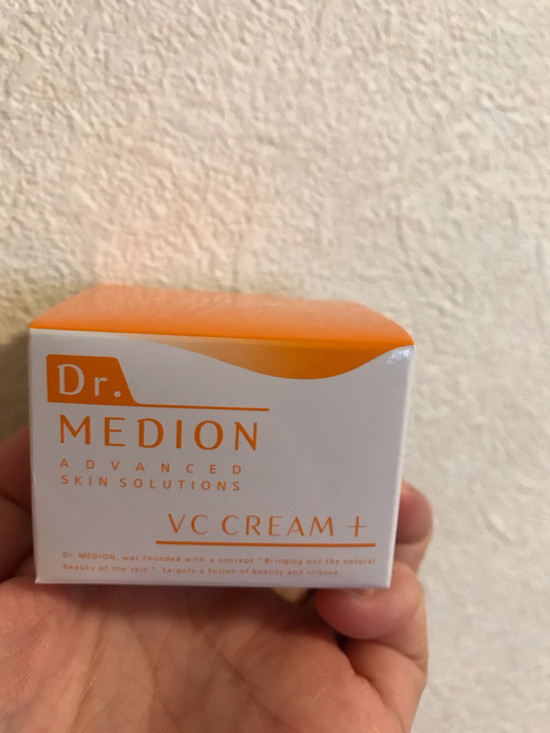 Dr.
MEDION
ADVANCED
SKIN SOLUTIONS
VC CREAM +
Dr. MEDION, was founded with a concept " Bringing out the natural
beauty of the skin ", targets a fusion of beauty and science.